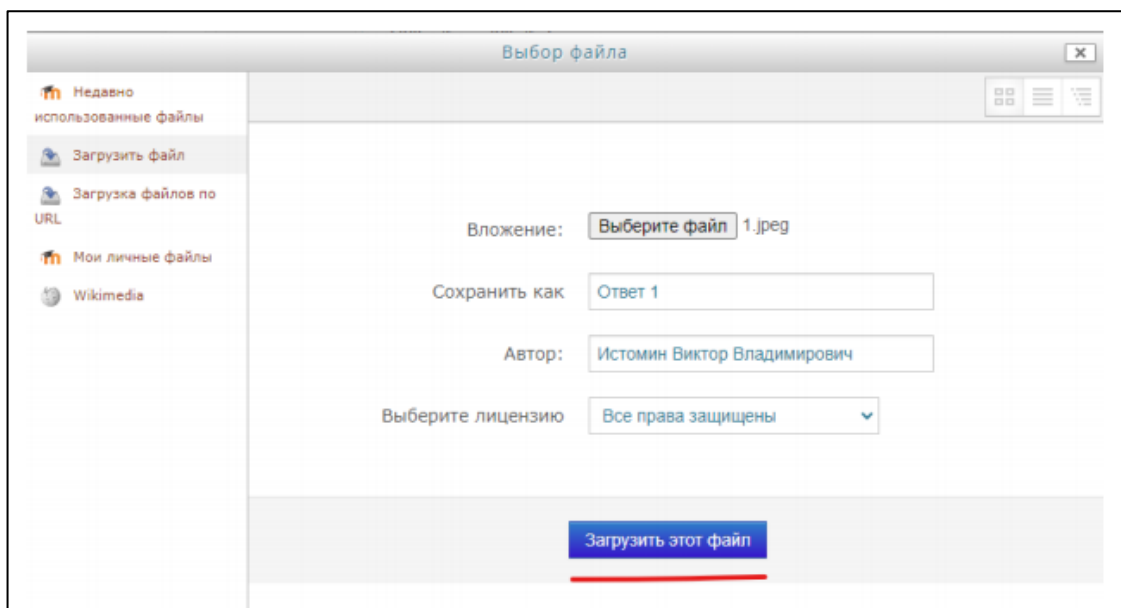 Выбор файла
Недавно
использованные файлы
Загрузить файл
Загрузка файлов по
URL
Мои личные файлы
Wikimedia
Вложение: Выберите файл 1.jpeg
Сохранить как Ответ 1
Автор: Истомин Виктор Владимирович
Выберите лицензию Все права защищены
Загрузить этот файл